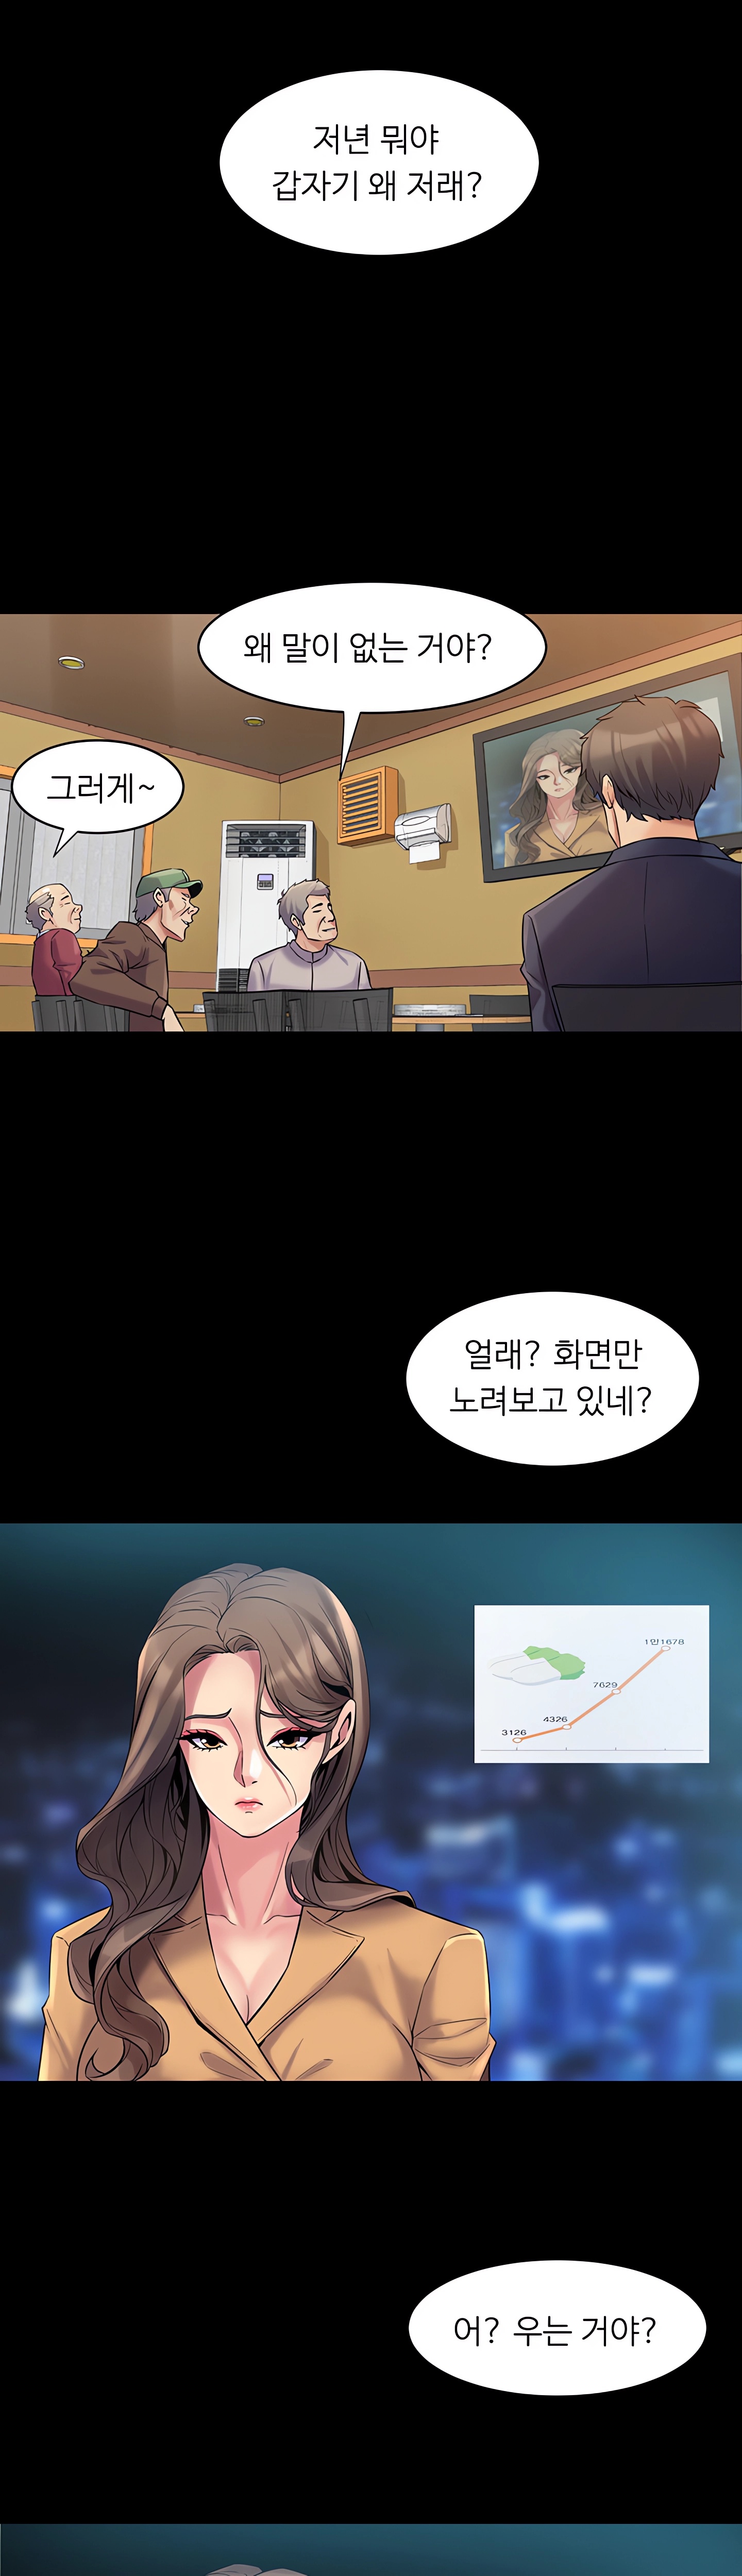 저년 뭐야
갑자기 왜 저래?
왜 말이 없는 거야?
그러게~
얼래? 화면만
노려보고 있네?
1만1678
7629
4326
3126
어? 우는 거야?